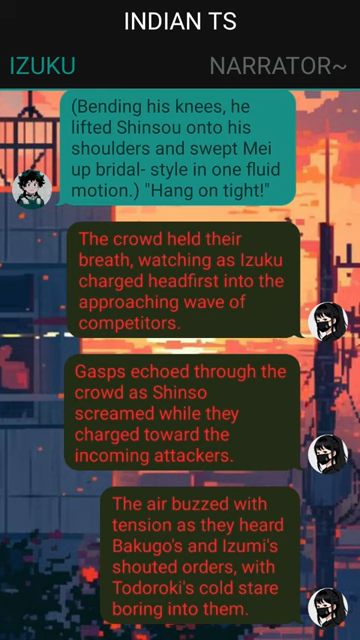 INDIAN TS
IZUKU
NARRATOR~
(Bending his knees, he
lifted Shinsou onto his
shoulders and swept Mei
up bridal- style in one fluid
motion.) "Hang on tight!"
The crowd held their
breath, watching as Izuku
charged headfirst into the
approaching wave of
competitors.
Gasps echoed through the
crowd as Shinso
screamed while they
charged toward the
incoming attackers.
The air buzzed with
tension as they heard
Bakugo's and Izumi's
shouted orders, with
Todoroki's cold stare
boring into them.